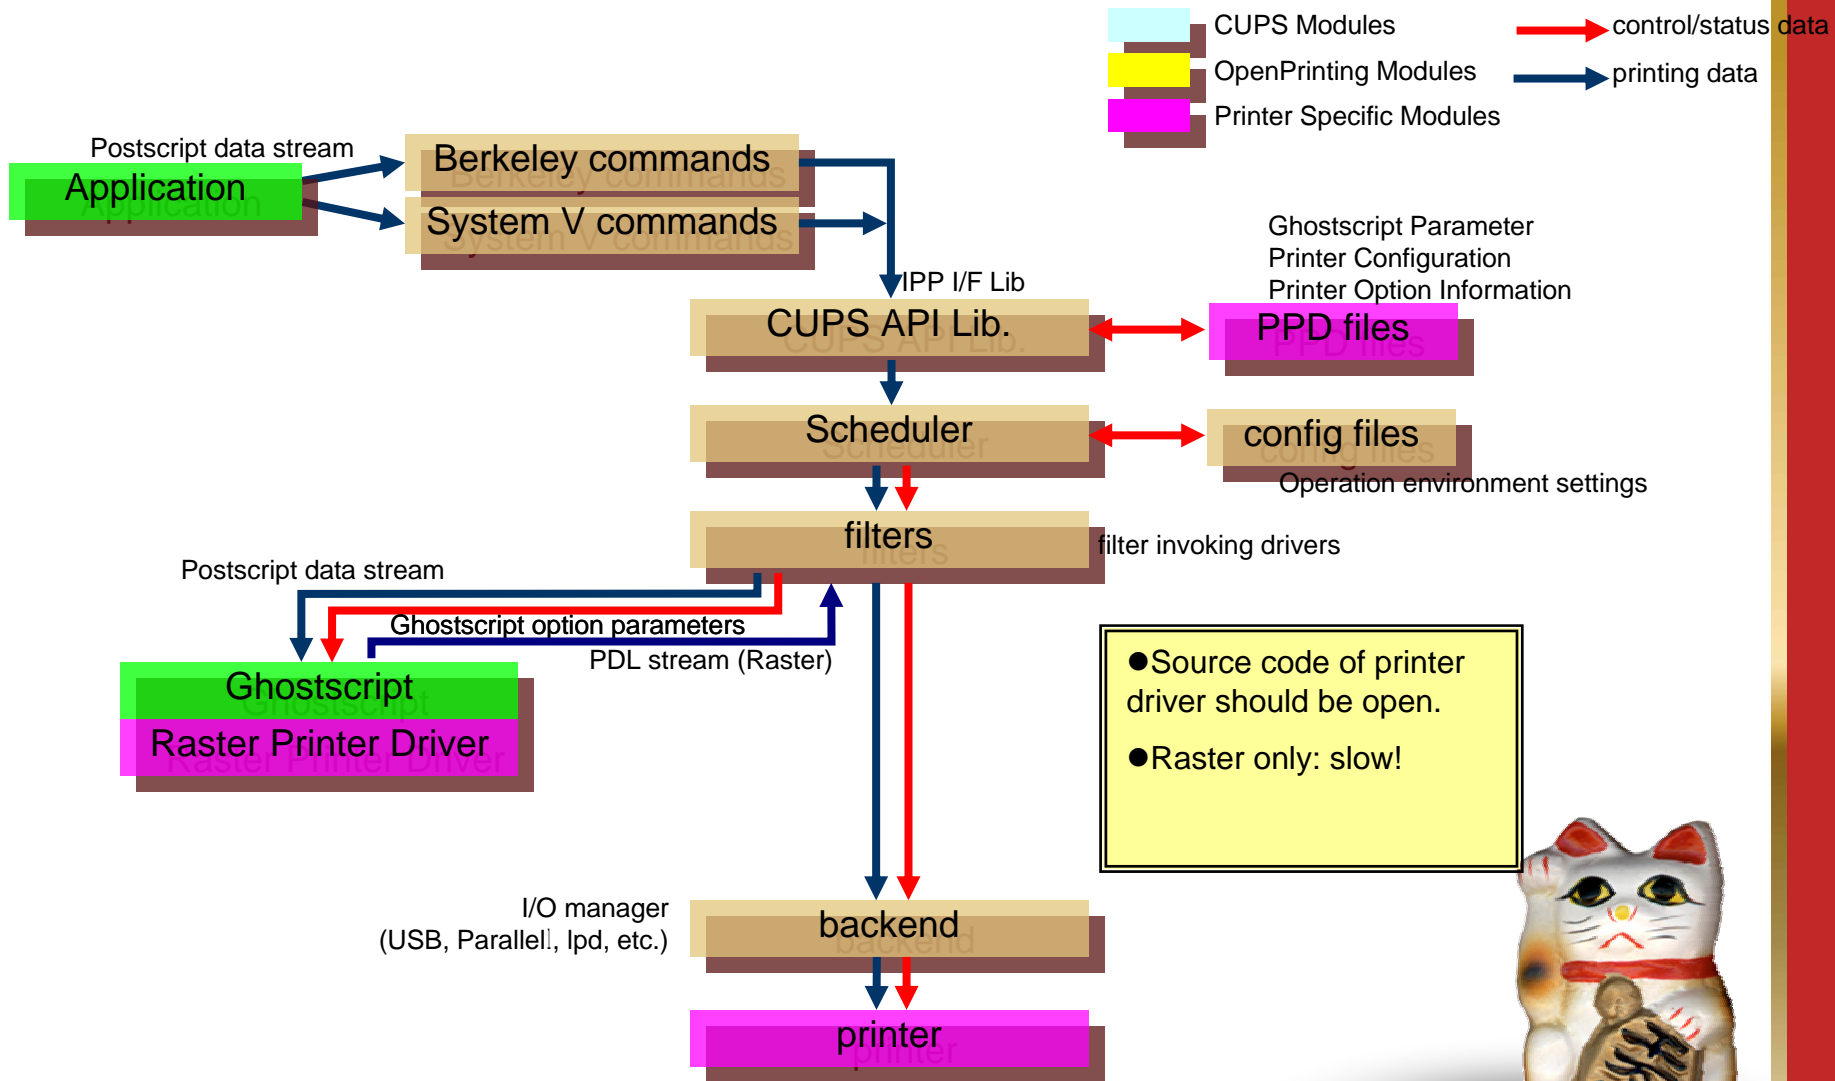 CUPS Modules
control/status data
OpenPrinting Modules
printing data
Printer Specific Modules
Postscript data stream
Application
Berkeley commands
System V commands
IPP I/F Lib
CUPS API Lib.
Ghostscript Parameter
Printer Configuration
Printer Option Information
PPD files
Scheduler
config files
Operation environment settings
filters
filter invoking drivers
Postscript data stream
Ghostscript option parameters
PDL stream (Raster)
Ghostscript
Raster Printer Driver
●Source code of printer
driver should be open.
●Raster only: slow!
I/O manager
(USB, Parallell, lpd, etc.)
backend
printer